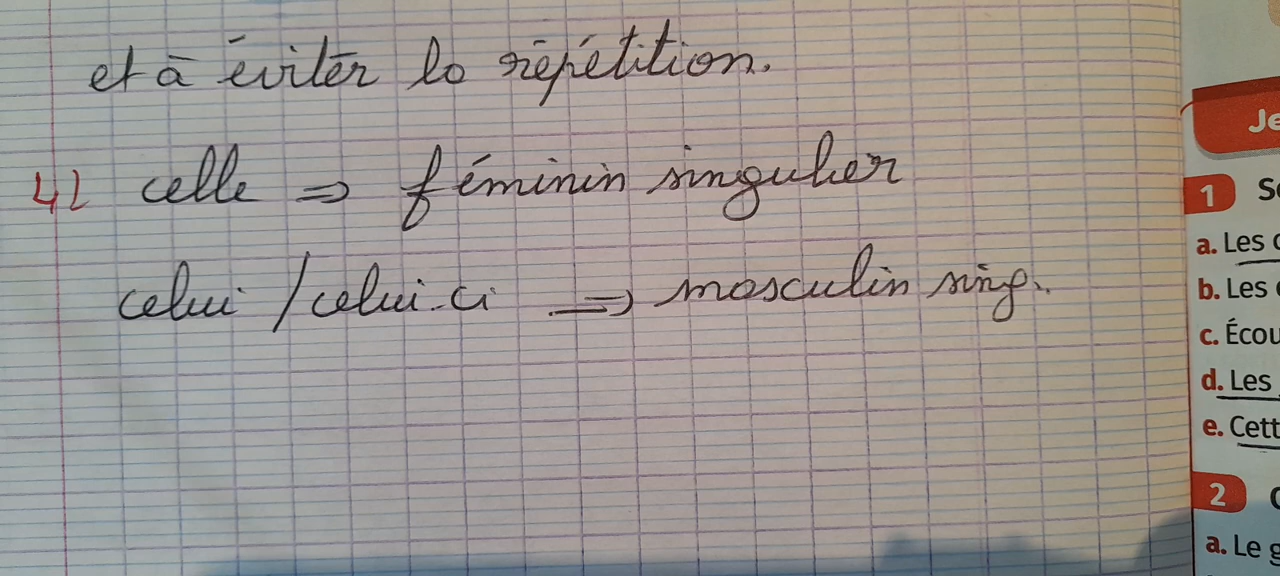 et à éviter la répétition.
4) celle => féminin singulier
celui / celui-ci => masculin sing.
Je
1 
a. Les
b. Les
c. Écou
d. Les
e. Cett
2
a. Le g